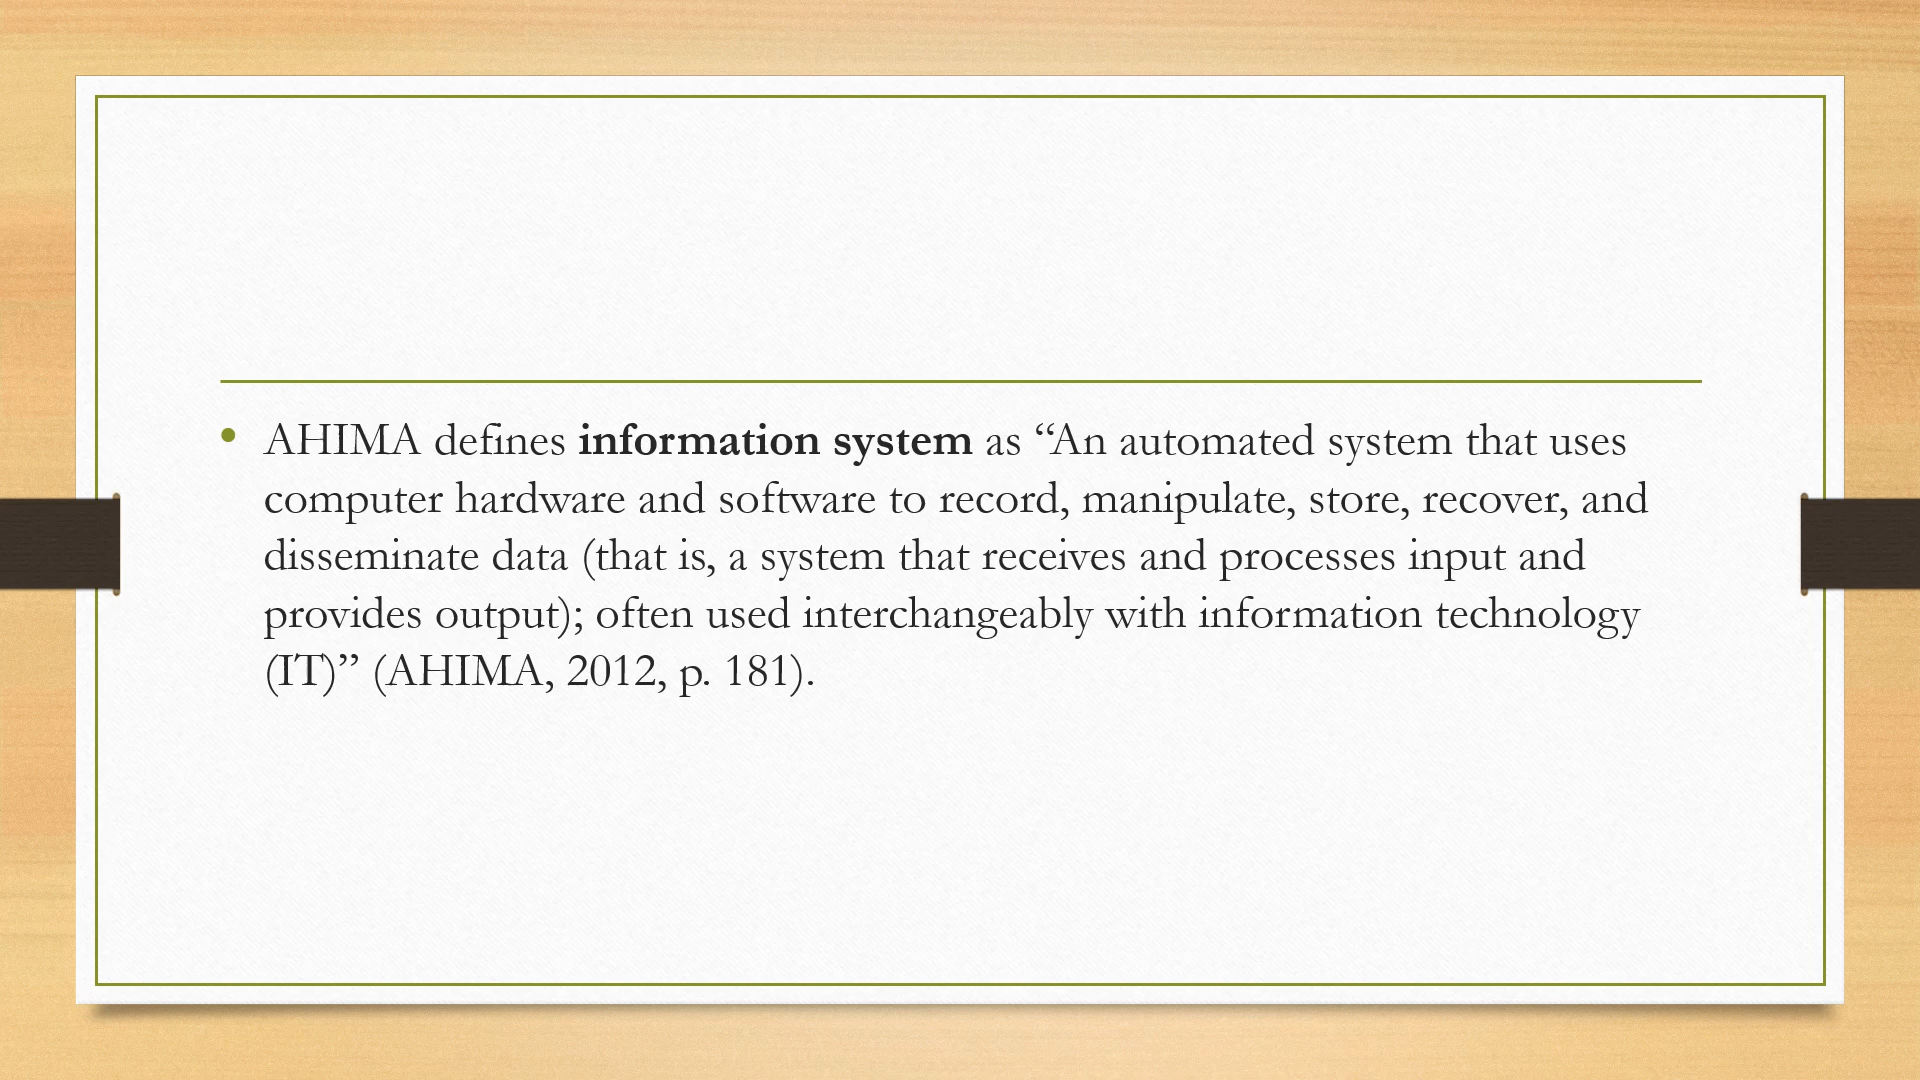 • AHIMA defines information system as “An automated system that uses
computer hardware and software to record, manipulate, store, recover, and
disseminate data (that is, a system that receives and processes input and
provides output); often used interchangeably with information technology
(IT)” (AHIMA, 2012, p. 181).